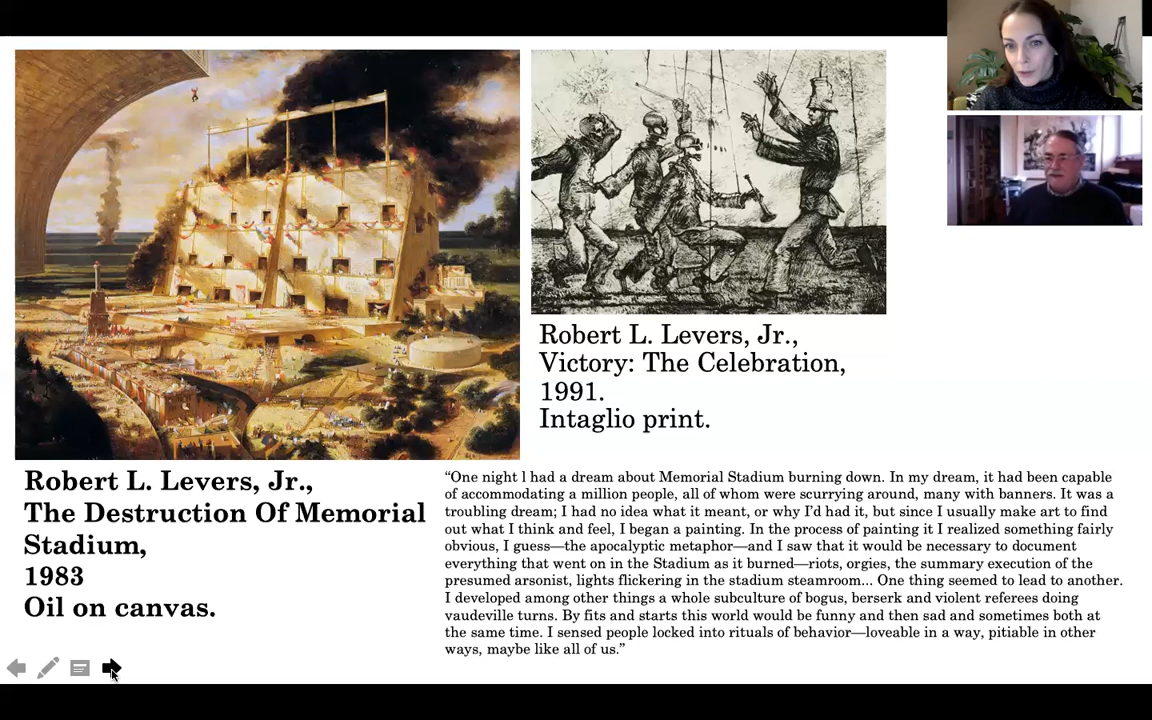 Robert L. Levers, Jr.,
Victory: The Celebration,
1991.
Intaglio print.
Robert L. Levers, Jr.,
The Destruction Of Memorial
Stadium,
1983
Oil on canvas.
“One night l had a dream about Memorial Stadium burning down. In my dream, it had been capable
of accommodating a million people, all of whom were scurrying around, many with banners. It was a
troubling dream; I had no idea what it meant, or why I’d had it, but since I usually make art to find
out what I think and feel, I began a painting. In the process of painting it I realized something fairly
obvious, I guess—the apocalyptic metaphor—and I saw that it would be necessary to document
everything that went on in the Stadium as it burned—riots, orgies, the summary execution of the
presumed arsonist, lights flickering in the stadium steamroom... One thing seemed to lead to another.
I developed among other things a whole subculture of bogus, berserk and violent referees doing
vaudeville turns. By fits and starts this world would be funny and then sad and sometimes both at
the same time. I sensed people locked into rituals of behavior—loveable in a way, pitiable in other
ways, maybe like all of us.”